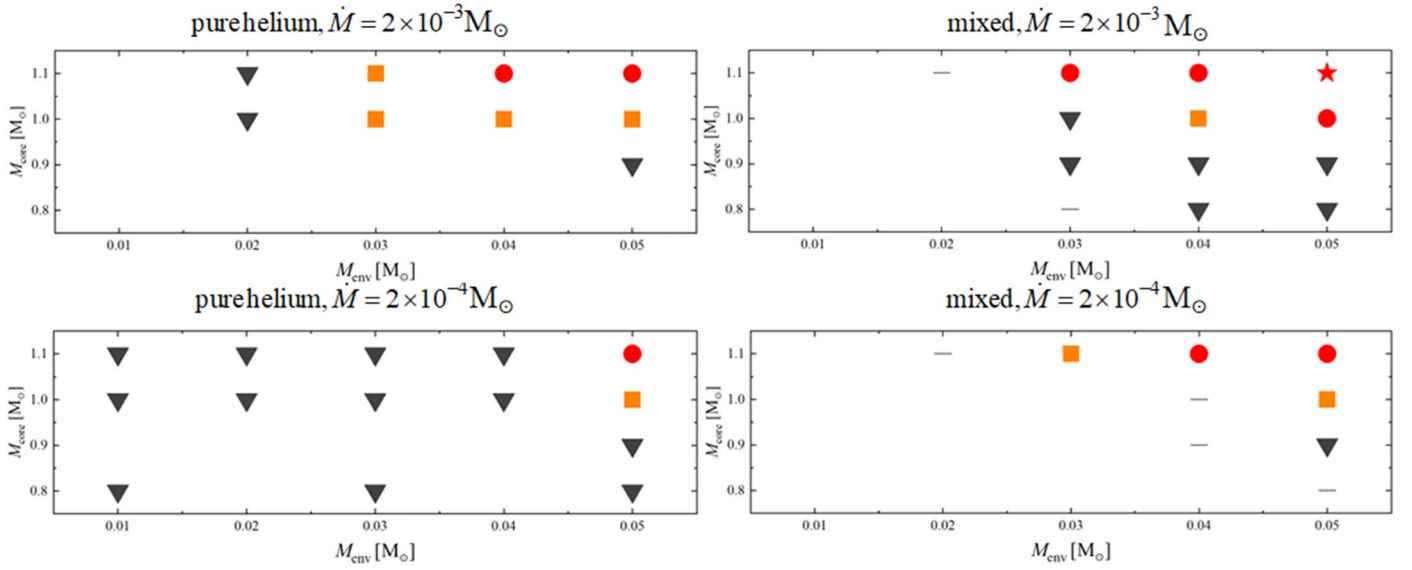 purehelium, Ṁ = 2×10⁻³M☉
mixed, Ṁ = 2×10⁻³M☉
1.1
1.0
0.9
0.8
M_core [M☉]
0.01 0.02 0.03 0.04 0.05
M_env [M☉]
1.1
1.0
0.9
0.8
M_core [M☉]
0.01 0.02 0.03 0.04 0.05
M_env [M☉]
purehelium, Ṁ = 2×10⁻⁴M☉
mixed, Ṁ = 2×10⁻⁴M☉
1.1
1.0
0.9
0.8
M_core [M☉]
0.01 0.02 0.03 0.04 0.05
M_env [M☉]
1.1
1.0
0.9
0.8
M_core [M☉]
0.01 0.02 0.03 0.04 0.05
M_env [M☉]